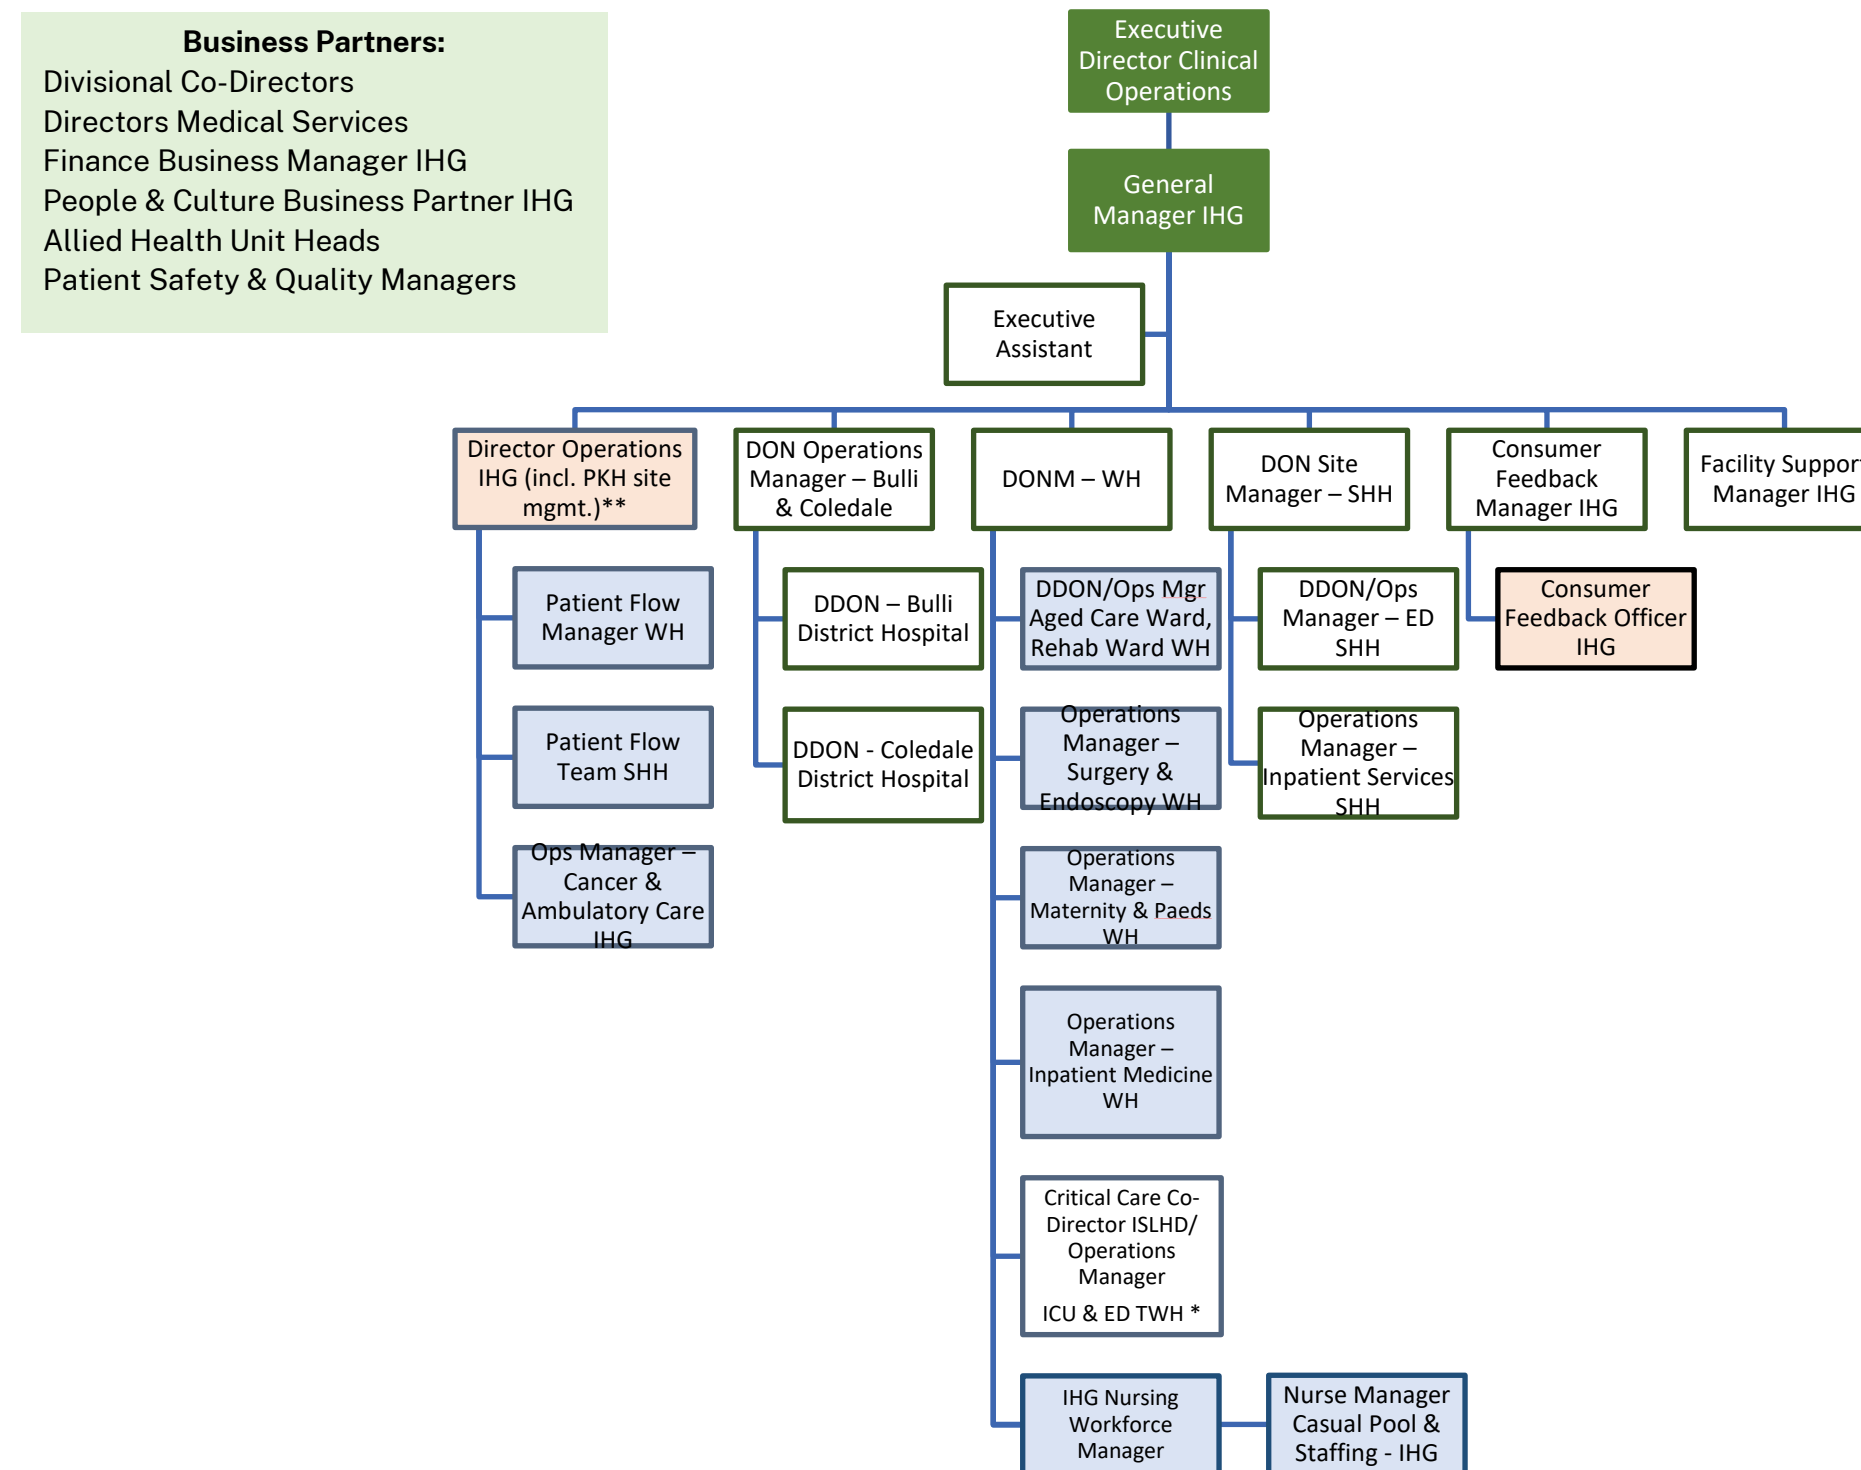 Business Partners:
Divisional Co-Directors
Directors Medical Services
Finance Business Manager IHG
People & Culture Business Partner IHG
Allied Health Unit Heads
Patient Safety & Quality Managers
Executive
Director Clinical
Operations
General
Manager IHG
Executive
Assistant
Director Operations
IHG (incl. PKH site
mgmt.)**
DON Operations
Manager – Bulli
& Coledale
DONM – WH
DON Site
Manager – SHH
Consumer
Feedback
Manager IHG
Facility Support
Manager IHG
Patient Flow
Manager WH
Patient Flow
Team SHH
Ops Manager –
Cancer &
Ambulatory Care
IHG
DDON – Bulli
District Hospital
DDON - Coledale
District Hospital
DDON/Ops Mgr
Aged Care Ward,
Rehab Ward WH
Operations
Manager –
Surgery &
Endoscopy WH
Operations
Manager –
Maternity & Paeds
WH
Operations
Manager –
Inpatient Medicine
WH
Critical Care Co-
Director ISLHD/
Operations
Manager
ICU & ED TWH *
IHG Nursing
Workforce
Manager
Nurse Manager
Casual Pool &
Staffing - IHG
DDON/Ops
Manager – ED
SHH
Operations
Manager –
Inpatient Services
SHH
Consumer
Feedback Officer
IHG